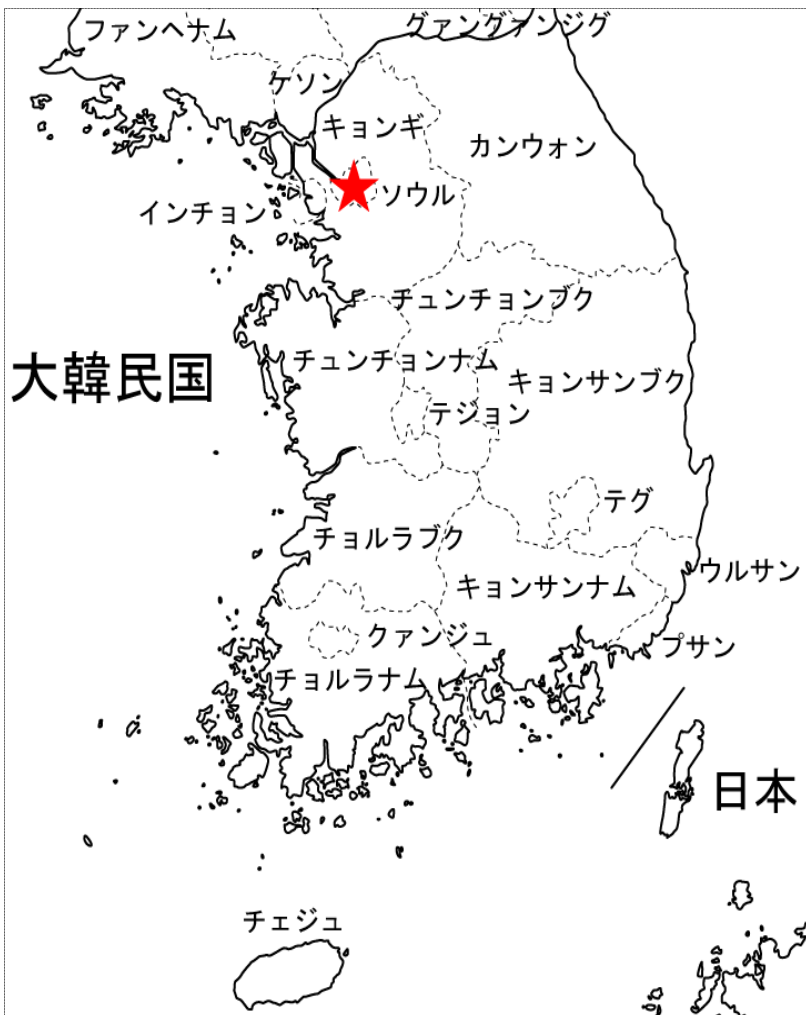 ファンヘナム
グァングァンジグ
ケソン
キョンギ
カンウォン
ソウル
インチョン
チュンチョンブク
チュンチョンナム
大韓民国
キョンサンブク
テジョン
テグ
チョルラブク
ウルサン
キョンサンナム
クァンジュ
プサン
チョルラナム
日本
チェジュ